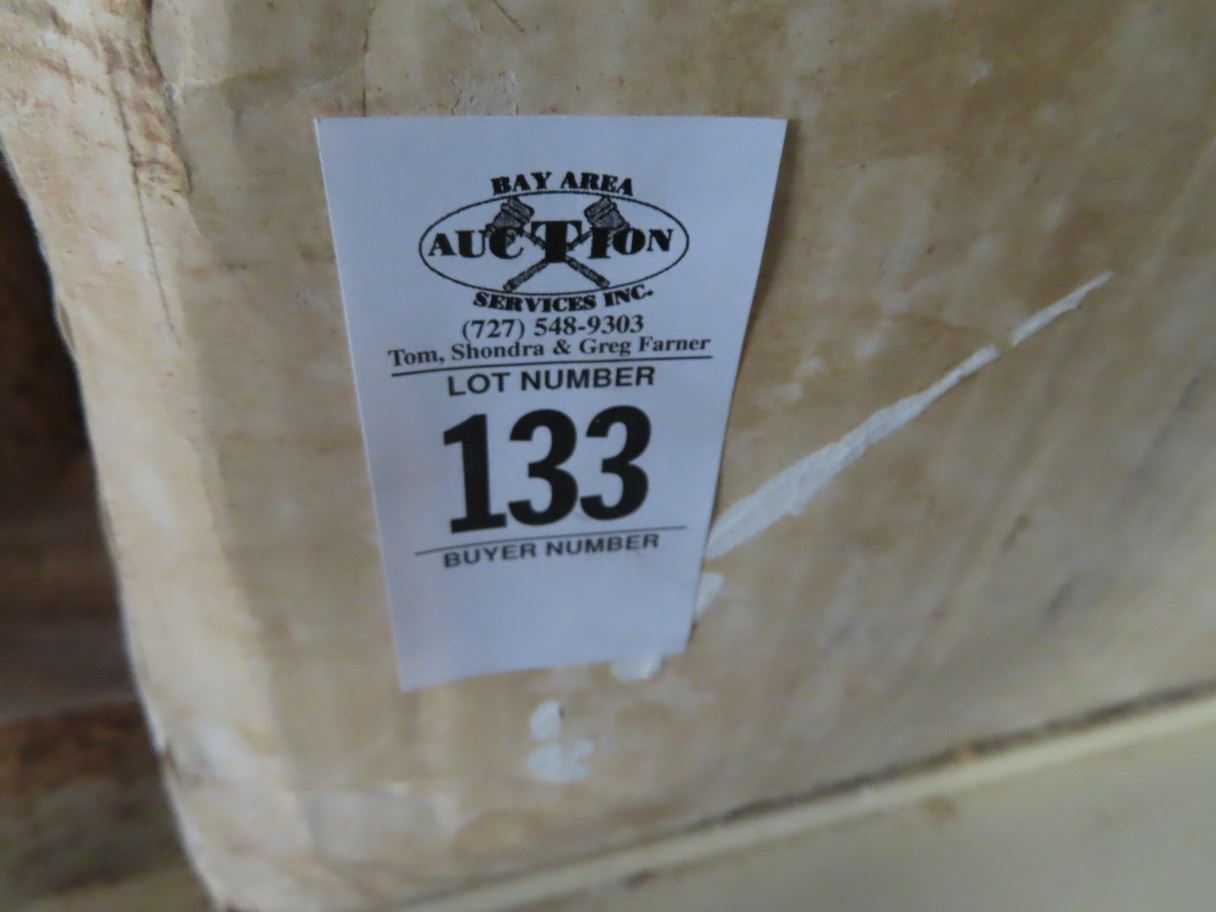 BAY AREA
AUCTION
SERVICES INC.
(727) 548-9303
Tom, Shondra & Greg Farner
LOT NUMBER
133
BUYER NUMBER